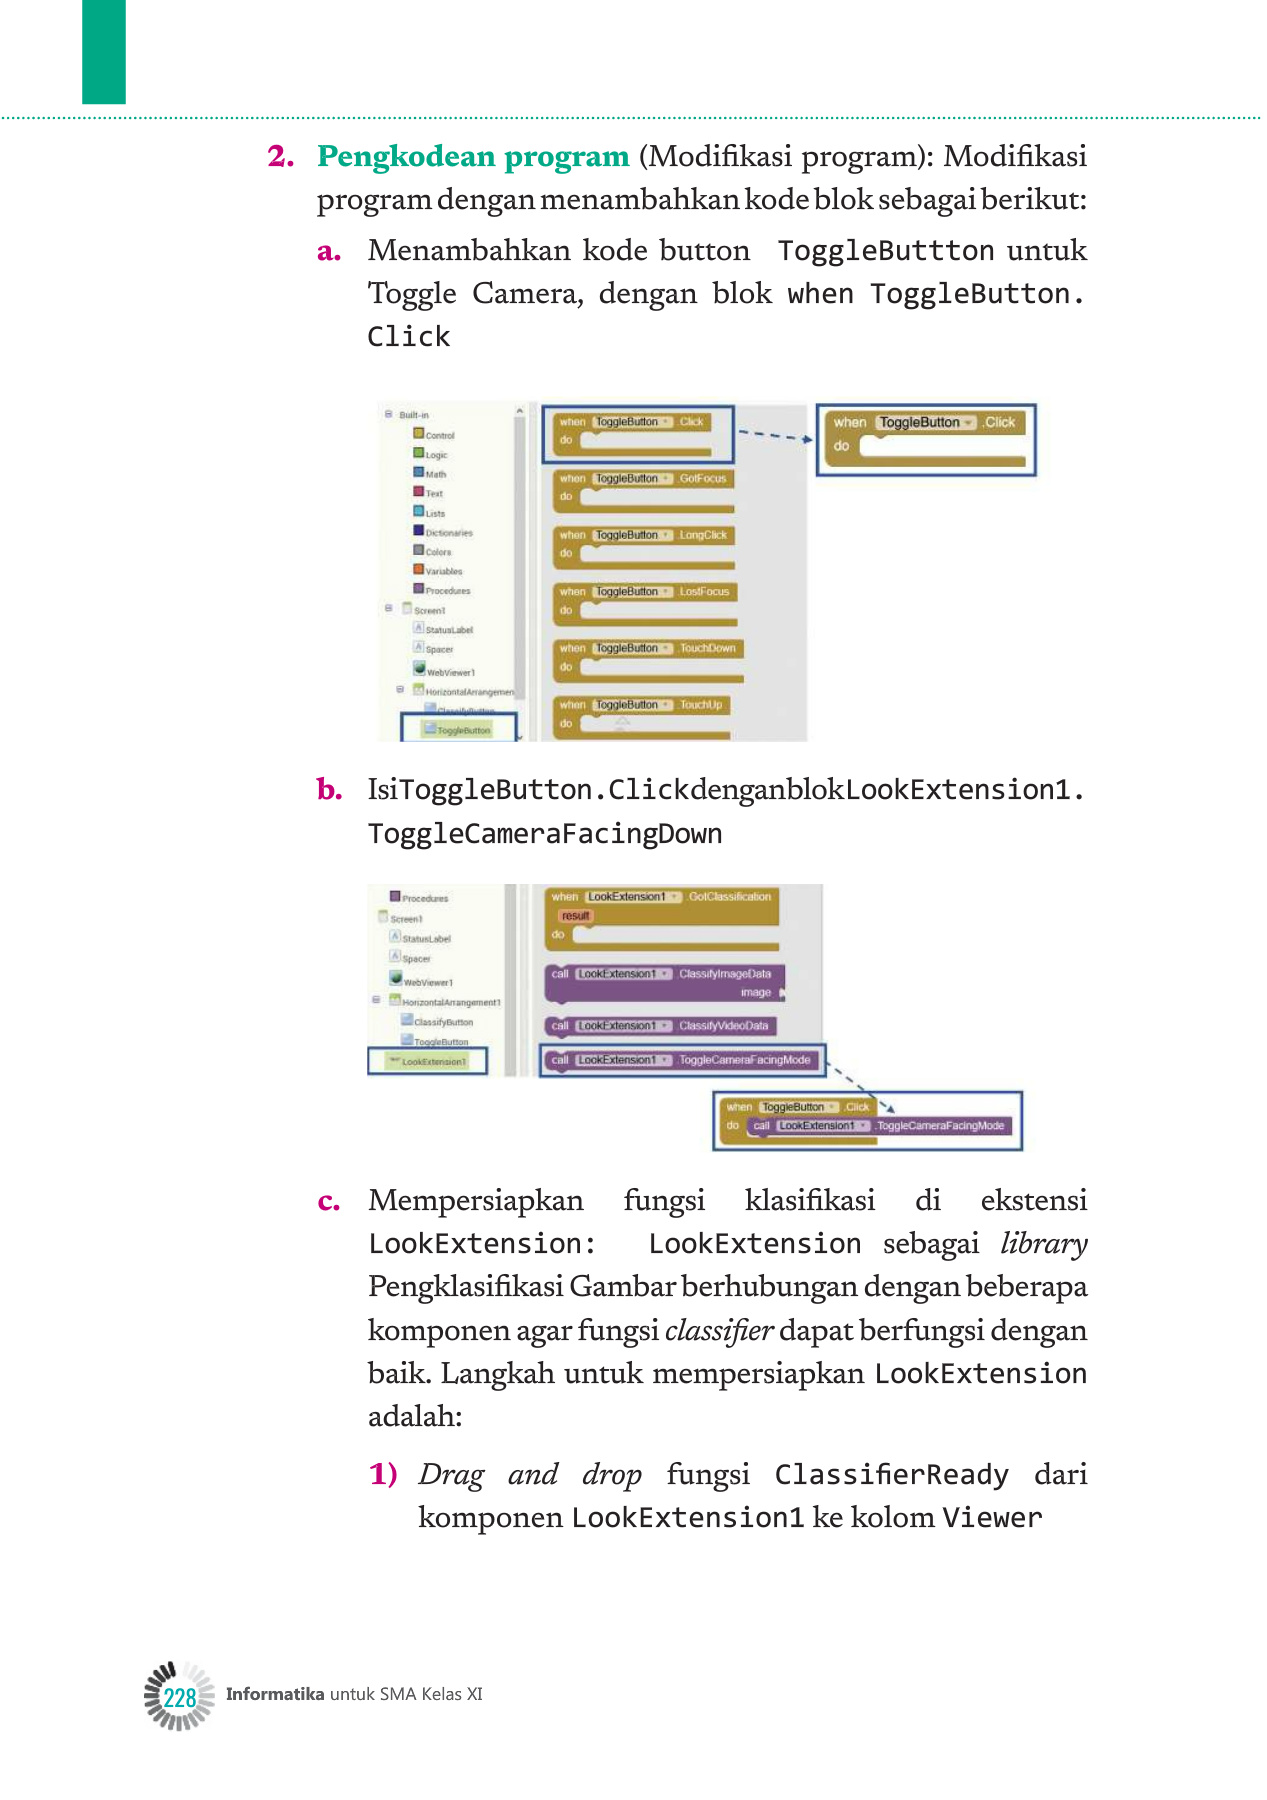 2. Pengkodean program (Modifikasi program): Modifikasi
program dengan menambahkan kode blok sebagai berikut:
a. Menambahkan kode button ToggleButtton untuk
Toggle Camera, dengan blok when ToggleButton.
Click
Built-in
Control
Logic
Math
Text
Lists
Dictionaries
Colors
Variables
Procedures
Screen1
StatusLabel
Spacer
WebViewer1
HorizontalArrangemen
ClassifyButton
ToggleButton
when ToggleButton .Click
do
when ToggleButton .GotFocus
do
when ToggleButton .LongClick
do
when ToggleButton .LostFocus
do
when ToggleButton .TouchDown
do
when ToggleButton .TouchUp
do
when ToggleButton .Click
do
b. IsiToggleButton.ClickdenganblokLookExtension1.
ToggleCameraFacingDown
Procedures
Screen1
StatusLabel
Spacer
WebViewer1
HorizontalArrangement1
ClassifyButton
ToggleButton
LookExtension1
when LookExtension1 .GotClassification
result
do
call LookExtension1 .ClassifyImageData
image
call LookExtension1 .ClassifyVideoData
call LookExtension1 .ToggleCameraFacingMode
when ToggleButton .Click
do call LookExtension1 .ToggleCameraFacingMode
c. Mempersiapkan fungsi klasifikasi di ekstensi
LookExtension: LookExtension sebagai library
Pengklasifikasi Gambar berhubungan dengan beberapa
komponen agar fungsi classifier dapat berfungsi dengan
baik. Langkah untuk mempersiapkan LookExtension
adalah:
1) Drag and drop fungsi ClassifierReady dari
komponen LookExtension1 ke kolom Viewer
228 Informatika untuk SMA Kelas XI